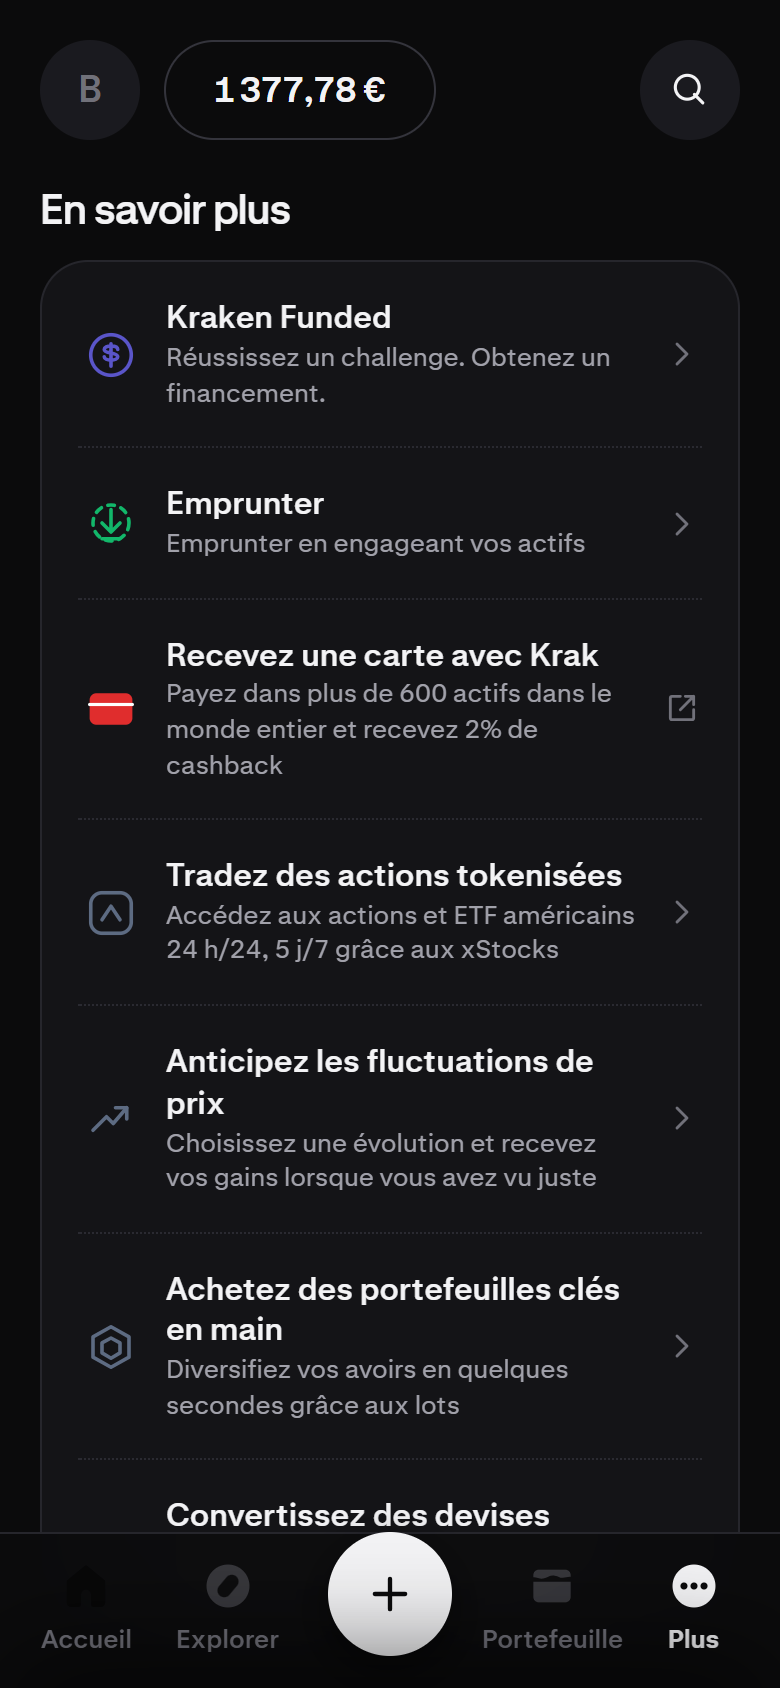 B
1 377,78 €
En savoir plus
Kraken Funded
Réussissez un challenge. Obtenez un
financement.
Emprunter
Emprunter en engageant vos actifs
Recevez une carte avec Krak
Payez dans plus de 600 actifs dans le
monde entier et recevez 2% de
cashback
Tradez des actions tokenisées
Accédez aux actions et ETF américains
24 h/24, 5 j/7 grâce aux xStocks
Anticipez les fluctuations de
prix
Choisissez une évolution et recevez
vos gains lorsque vous avez vu juste
Achetez des portefeuilles clés
en main
Diversifiez vos avoirs en quelques
secondes grâce aux lots
Convertissez des devises
Accueil
Explorer
Portefeuille
Plus